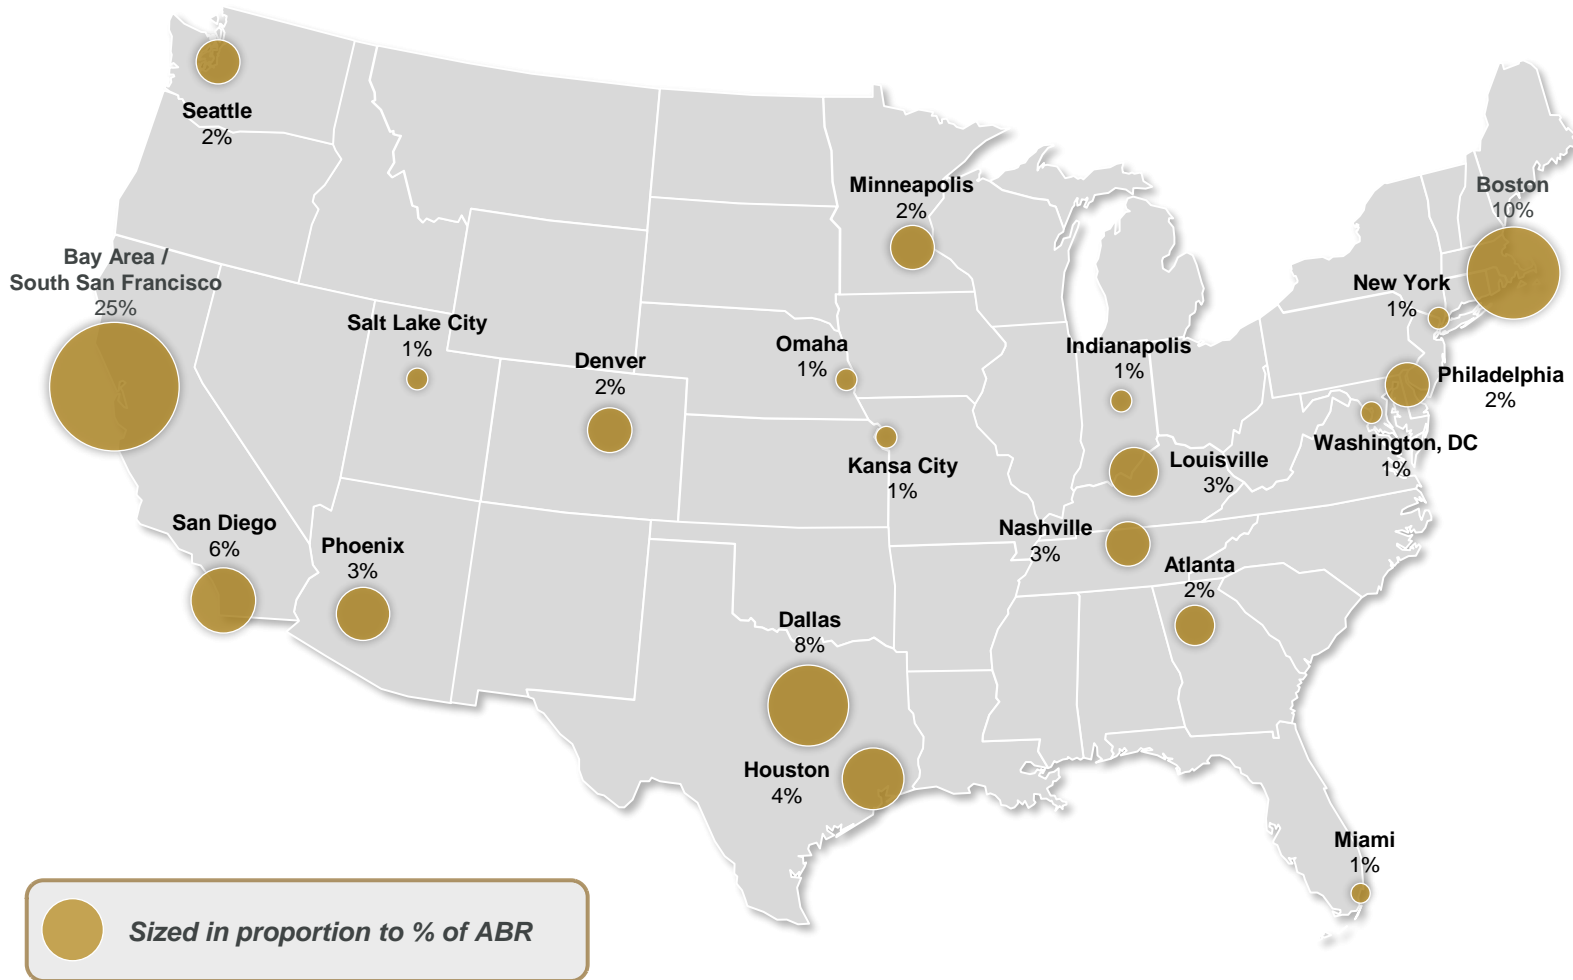 Seattle
2%
Minneapolis
2%
Boston
10%
Bay Area /
South San Francisco
25%
New York
1%
Salt Lake City
1%
Denver
2%
Omaha
1%
Indianapolis
1%
Philadelphia
2%
Washington, DC
1%
Kansa City
1%
Louisville
3%
San Diego
6%
Phoenix
3%
Nashville
3%
Atlanta
2%
Dallas
8%
Houston
4%
Miami
1%
Sized in proportion to % of ABR